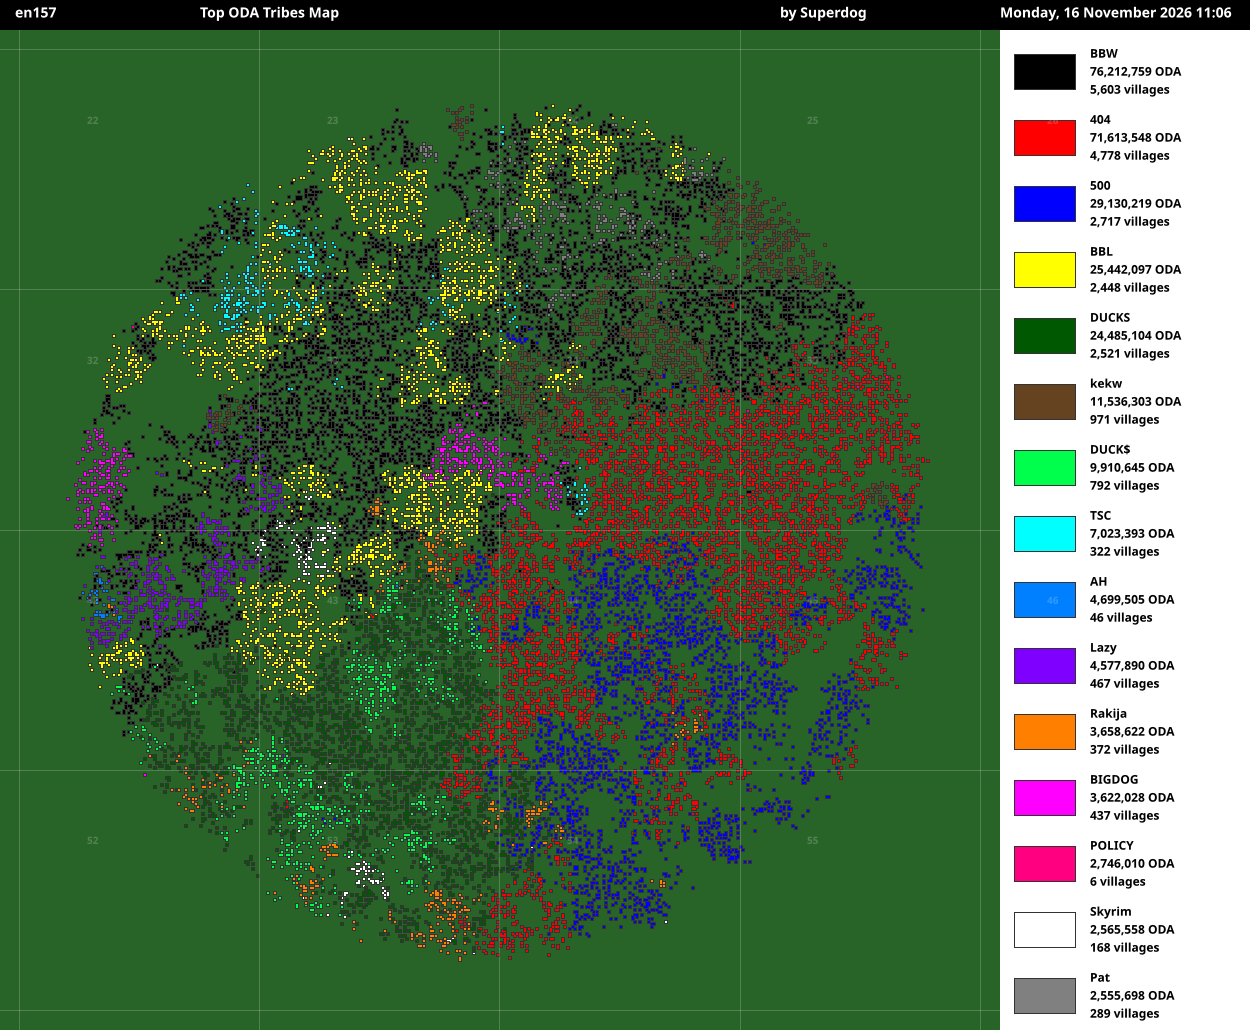 en157 Top ODA Tribes Map by Superdog Monday, 16 November 2026 11:06
BBW
76,212,759 ODA
5,603 villages
404
71,613,548 ODA
4,778 villages
500
29,130,219 ODA
2,717 villages
BBL
25,442,097 ODA
2,448 villages
DUCKS
24,485,104 ODA
2,521 villages
kekw
11,536,303 ODA
971 villages
DUCK$
9,910,645 ODA
792 villages
TSC
7,023,393 ODA
322 villages
AH
4,699,505 ODA
46 villages
Lazy
4,577,890 ODA
467 villages
Rakija
3,658,622 ODA
372 villages
BIGDOG
3,622,028 ODA
437 villages
POLICY
2,746,010 ODA
6 villages
Skyrim
2,565,558 ODA
168 villages
Pat
2,555,698 ODA
289 villages
22 23 25
32
43 46
52 53 55